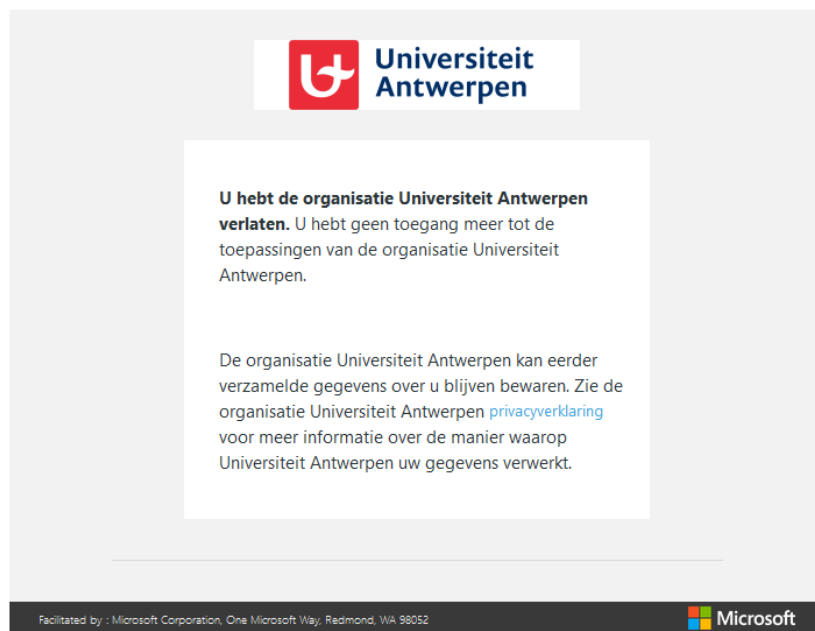 Universiteit
Antwerpen
U hebt de organisatie Universiteit Antwerpen
verlaten. U hebt geen toegang meer tot de
toepassingen van de organisatie Universiteit
Antwerpen.
De organisatie Universiteit Antwerpen kan eerder
verzamelde gegevens over u blijven bewaren. Zie de
organisatie Universiteit Antwerpen privacyverklaring
voor meer informatie over de manier waarop
Universiteit Antwerpen uw gegevens verwerkt.
Facilitated by : Microsoft Corporation, One Microsoft Way, Redmond, WA 98052
Microsoft